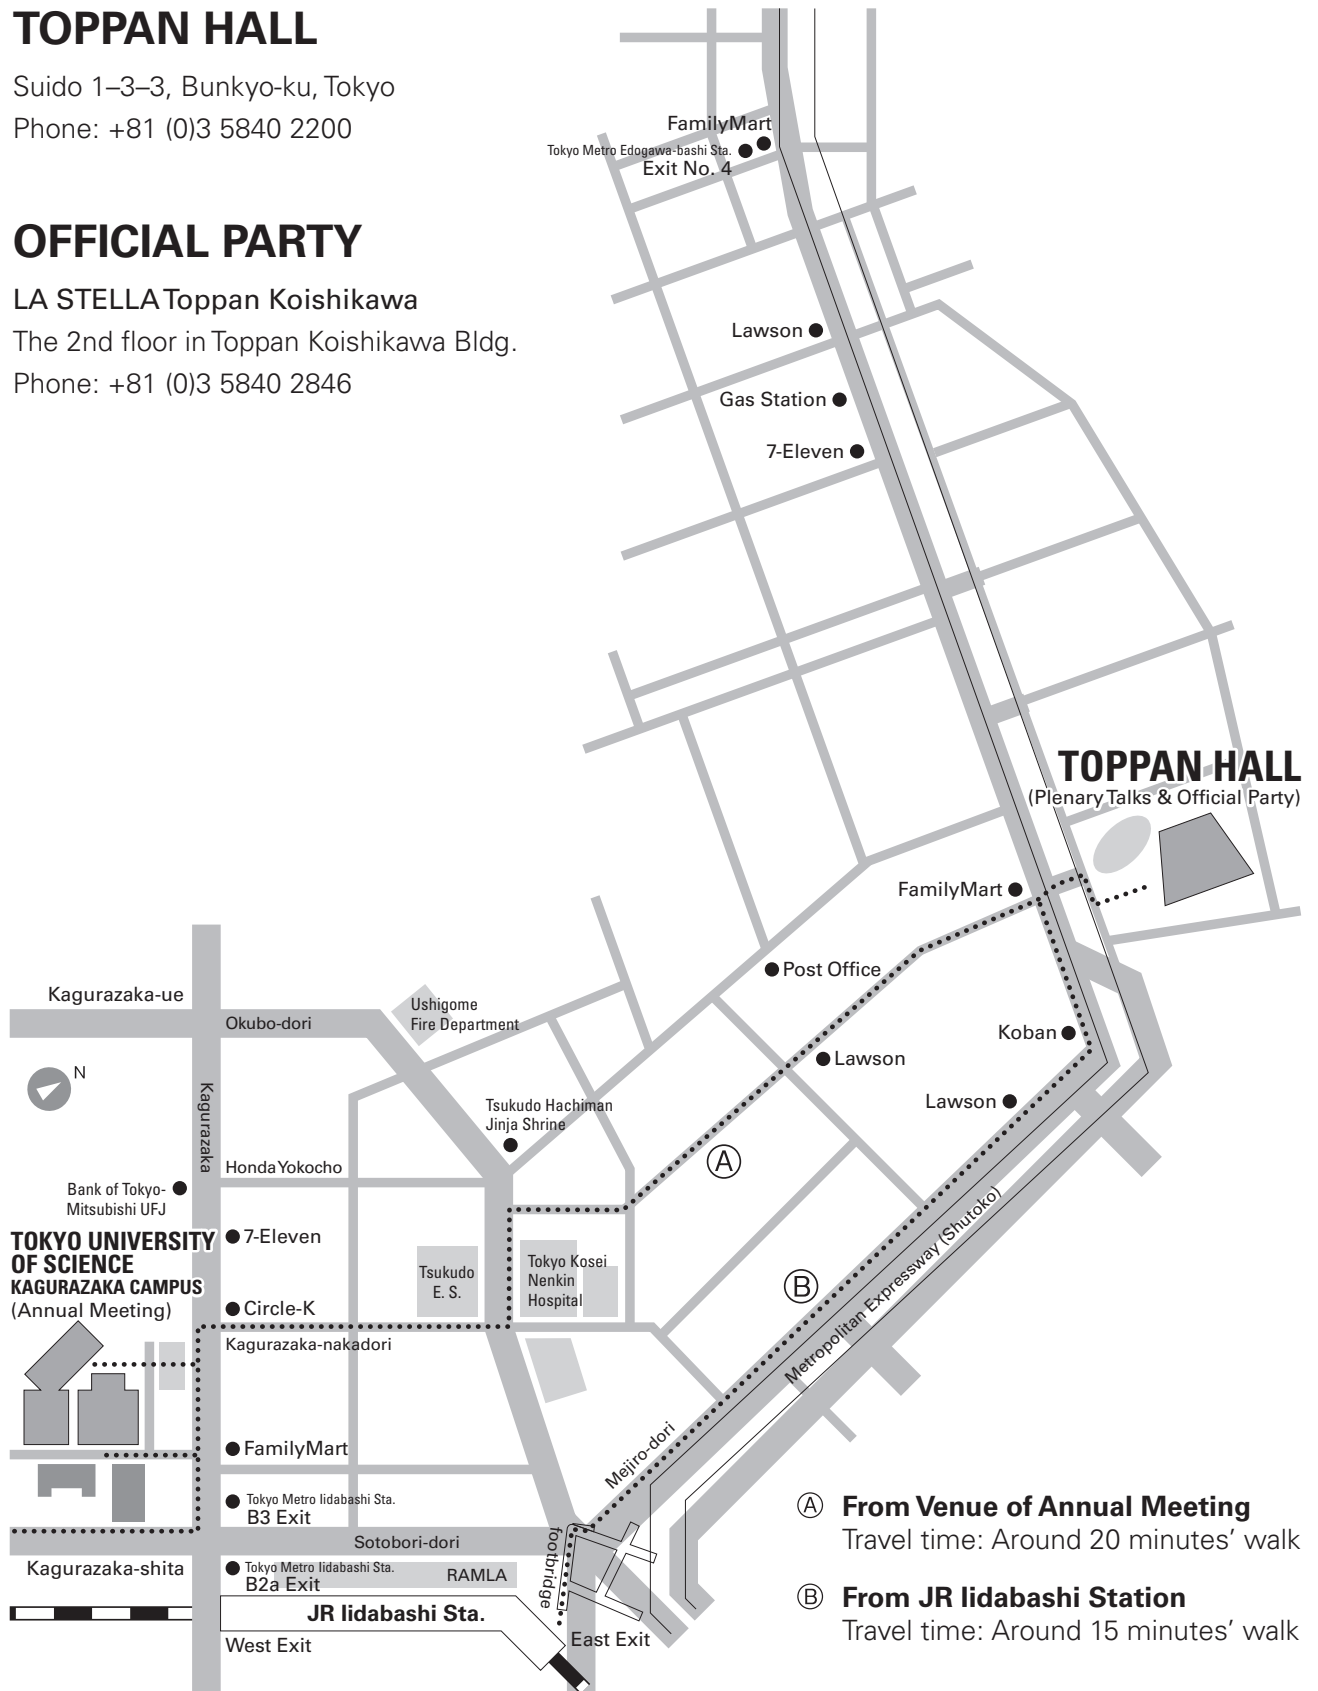 TOPPAN HALL
Suido 1–3–3, Bunkyo-ku, Tokyo
Phone: +81 (0)3 5840 2200
OFFICIAL PARTY
LA STELLA Toppan Koishikawa
The 2nd floor in Toppan Koishikawa Bldg.
Phone: +81 (0)3 5840 2846
FamilyMart
Tokyo Metro Edogawa-bashi Sta.
Exit No. 4
Lawson
Gas Station
7-Eleven
TOPPAN HALL
(Plenary Talks & Official Party)
FamilyMart
Post Office
Kagurazaka-ue
Okubo-dori
Ushigome
Fire Department
Koban
Lawson
N
Kagurazaka
Tsukudo Hachiman
Jinja Shrine
Lawson
Honda Yokocho
A
Bank of Tokyo-
Mitsubishi UFJ
7-Eleven
TOKYO UNIVERSITY
OF SCIENCE
KAGURAZAKA CAMPUS
(Annual Meeting)
Tsukudo
E. S.
Tokyo Kosei
Nenkin
Hospital
B
Metropolitan Expressway (Shutoko)
Circle-K
Kagurazaka-nakadori
Mejiro-dori
FamilyMart
Tokyo Metro Iidabashi Sta.
B3 Exit
Sotobori-dori
footbridge
Kagurazaka-shita
Tokyo Metro Iidabashi Sta.
B2a Exit
RAMLA
JR Iidabashi Sta.
West Exit
East Exit
A From Venue of Annual Meeting
Travel time: Around 20 minutes’ walk
B From JR Iidabashi Station
Travel time: Around 15 minutes’ walk